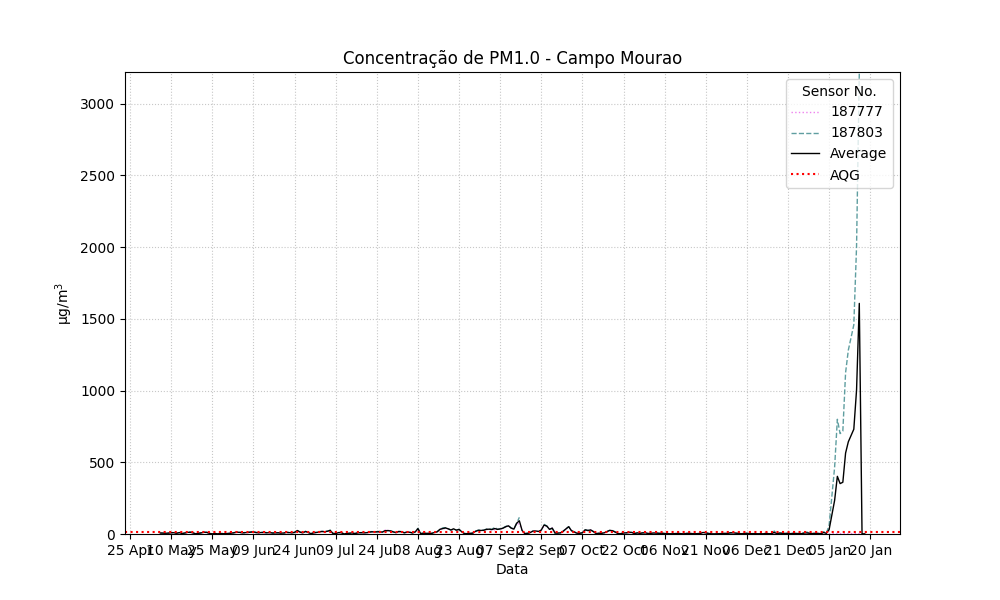 Concentração de PM1.0 - Campo Mourao
Sensor No.
187777
187803
Average
AQG
3000
2500
2000
1500
1000
500
0
µg/m³
25 Apr 10 May 25 May 09 Jun 24 Jun 09 Jul 24 Jul 08 Aug 23 Aug 07 Sep 22 Sep 07 Oct 22 Oct 06 Nov 21 Nov 06 Dec 21 Dec 05 Jan 20 Jan
Data